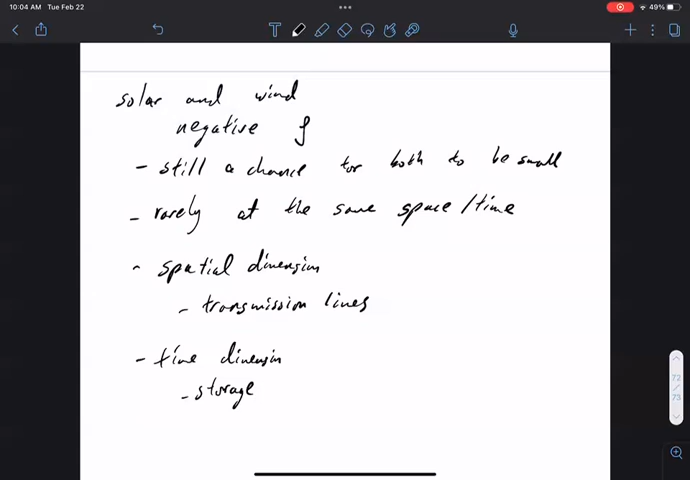 10:04 AM Tue Feb 22
49%
solar and wind
negative ρ
- still a chance for both to be small
- rarely at the same space/time
- spatial dimension
- transmission lines
- time dimension
- storage
72
/
73